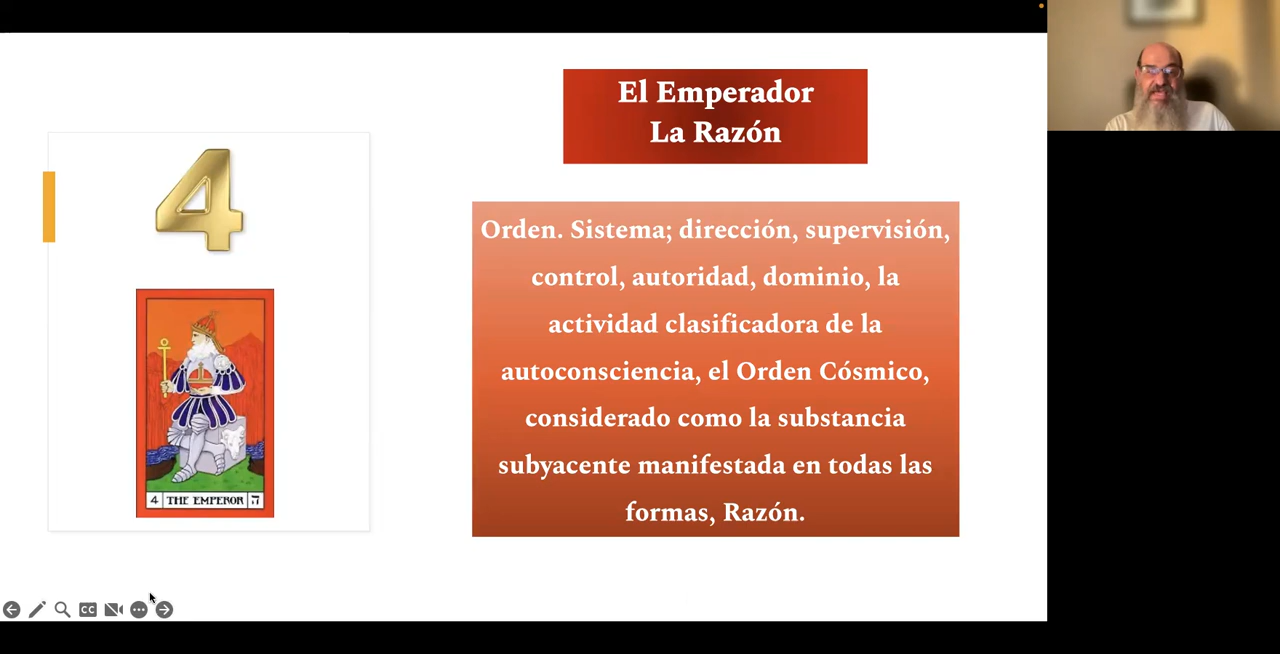 El Emperador
La Razón
4
Orden. Sistema; dirección, supervisión,
control, autoridad, dominio, la
actividad clasificadora de la
autoconsciencia, el Orden Cósmico,
considerado como la substancia
subyacente manifestada en todas las
formas, Razón.
4 THE EMPEROR ה
CC